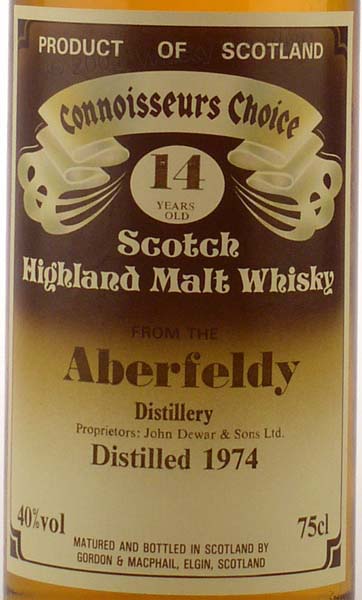 PRODUCT OF SCOTLAND
Connoisseurs Choice
14
YEARS
OLD
Scotch
Highland Malt Whisky
FROM THE
Aberfeldy
Distillery
Proprietors: John Dewar & Sons Ltd.
Distilled 1974
40%vol 75cl
MATURED AND BOTTLED IN SCOTLAND BY
GORDON & MACPHAIL, ELGIN, SCOTLAND